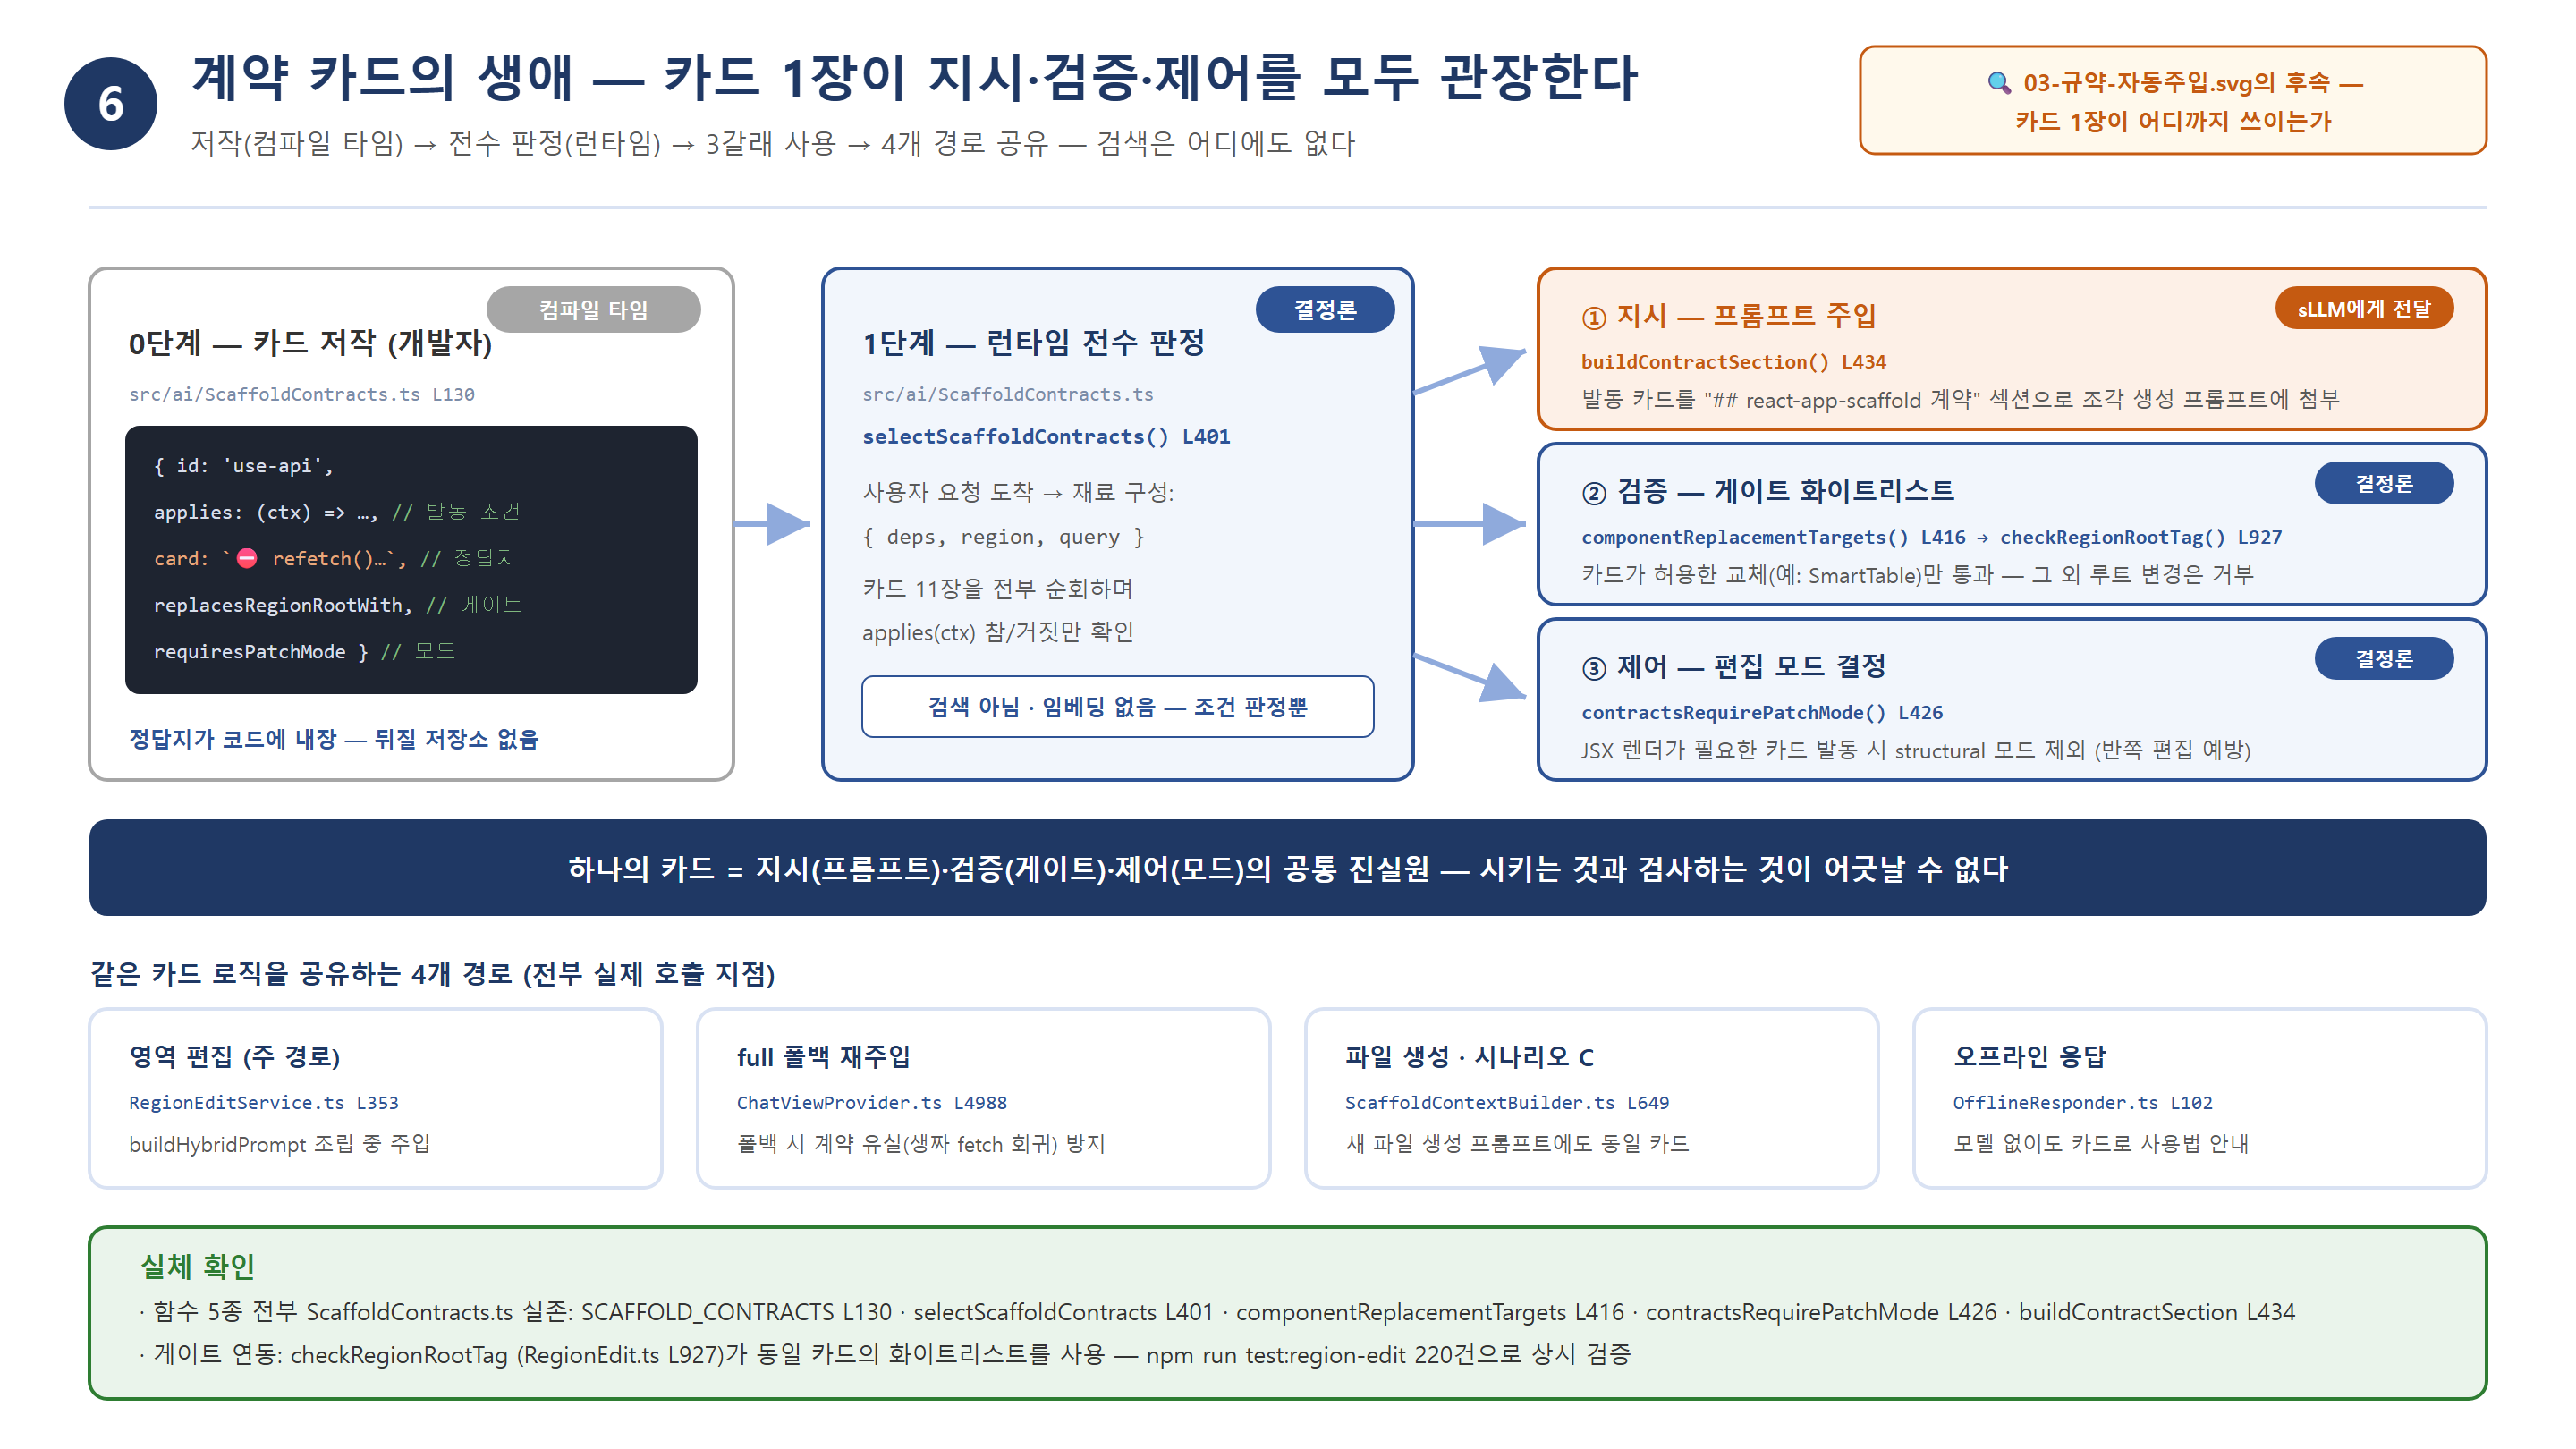 6
계약 카드의 생애 — 카드 1장이 지시·검증·제어를 모두 관장한다
저작(컴파일 타임) → 전수 판정(런타임) → 3갈래 사용 → 4개 경로 공유 — 검색은 어디에도 없다
🔍 03-규약-자동주입.svg의 후속 —
카드 1장이 어디까지 쓰이는가
컴파일 타임
0단계 — 카드 저작 (개발자)
src/ai/ScaffoldContracts.ts L130
{ id: 'use-api',
applies: (ctx) => …, // 발동 조건
card: `⛔ refetch()…`, // 정답지
replacesRegionRootWith, // 게이트
requiresPatchMode } // 모드
정답지가 코드에 내장 — 뒤질 저장소 없음
결정론
1단계 — 런타임 전수 판정
src/ai/ScaffoldContracts.ts
selectScaffoldContracts() L401
사용자 요청 도착 → 재료 구성:
{ deps, region, query }
카드 11장을 전부 순회하며
applies(ctx) 참/거짓만 확인
검색 아님 · 임베딩 없음 — 조건 판정뿐
① 지시 — 프롬프트 주입
sLLM에게 전달
buildContractSection() L434
발동 카드를 "## react-app-scaffold 계약" 섹션으로 조각 생성 프롬프트에 첨부
② 검증 — 게이트 화이트리스트
결정론
componentReplacementTargets() L416 → checkRegionRootTag() L927
카드가 허용한 교체(예: SmartTable)만 통과 — 그 외 루트 변경은 거부
③ 제어 — 편집 모드 결정
결정론
contractsRequirePatchMode() L426
JSX 렌더가 필요한 카드 발동 시 structural 모드 제외 (반쪽 편집 예방)
하나의 카드 = 지시(프롬프트)·검증(게이트)·제어(모드)의 공통 진실원 — 시키는 것과 검사하는 것이 어긋날 수 없다
같은 카드 로직을 공유하는 4개 경로 (전부 실제 호출 지점)
영역 편집 (주 경로)
RegionEditService.ts L353
buildHybridPrompt 조립 중 주입
full 폴백 재주입
ChatViewProvider.ts L4988
폴백 시 계약 유실(생짜 fetch 회귀) 방지
파일 생성 · 시나리오 C
ScaffoldContextBuilder.ts L649
새 파일 생성 프롬프트에도 동일 카드
오프라인 응답
OfflineResponder.ts L102
모델 없이도 카드로 사용법 안내
실체 확인
· 함수 5종 전부 ScaffoldContracts.ts 실존: SCAFFOLD_CONTRACTS L130 · selectScaffoldContracts L401 · componentReplacementTargets L416 · contractsRequirePatchMode L426 · buildContractSection L434
· 게이트 연동: checkRegionRootTag (RegionEdit.ts L927)가 동일 카드의 화이트리스트를 사용 — npm run test:region-edit 220건으로 상시 검증